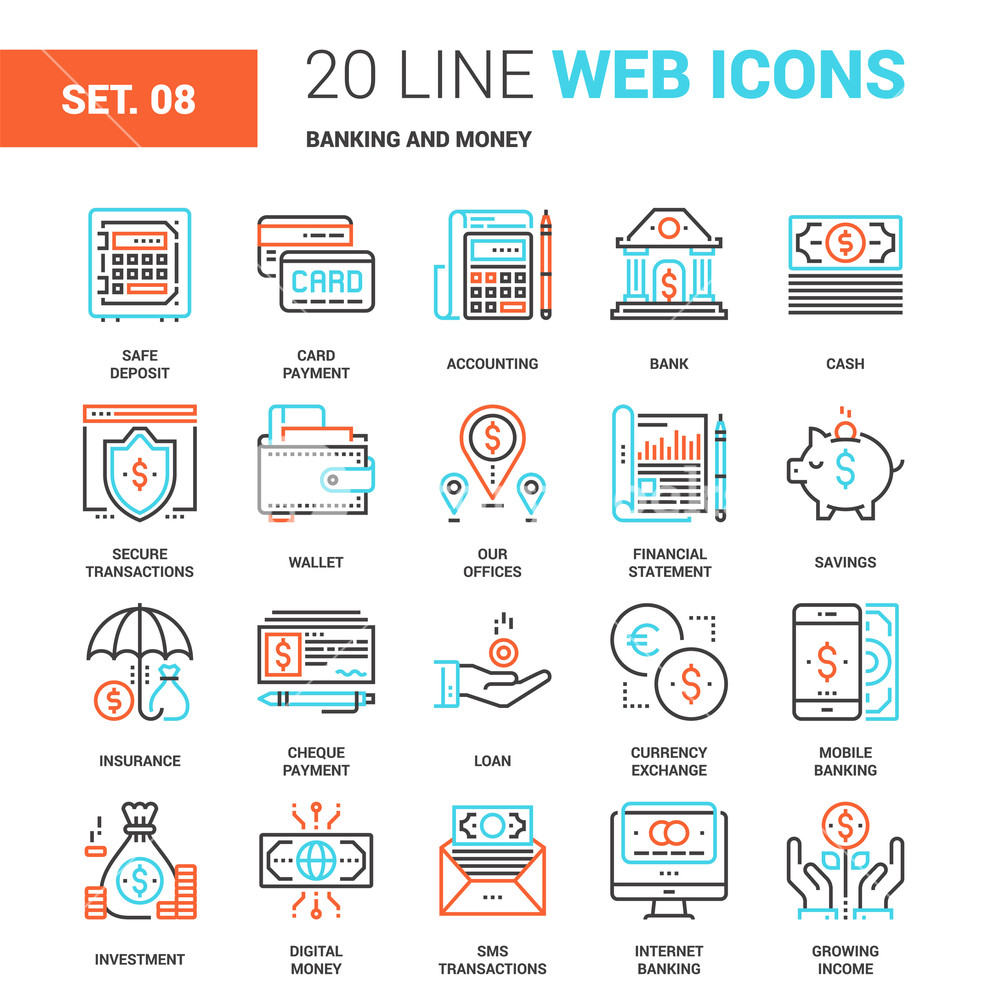 SET. 08
20 LINE WEB ICONS
BANKING AND MONEY
CARD
SAFE
DEPOSIT
CARD
PAYMENT
ACCOUNTING
BANK
CASH
SECURE
TRANSACTIONS
WALLET
OUR
OFFICES
FINANCIAL
STATEMENT
SAVINGS
INSURANCE
CHEQUE
PAYMENT
LOAN
CURRENCY
EXCHANGE
MOBILE
BANKING
INVESTMENT
DIGITAL
MONEY
SMS
TRANSACTIONS
INTERNET
BANKING
GROWING
INCOME